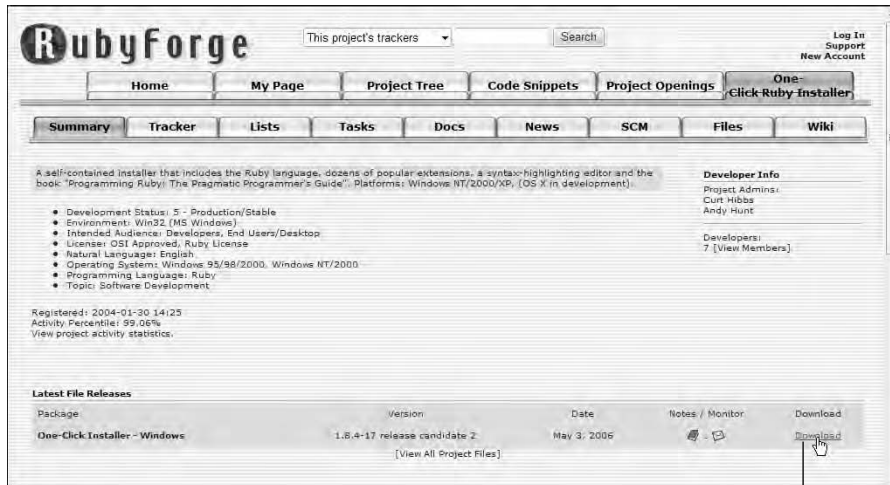 RubyForge
This project's trackers
Search
Log In
Support
New Account
Home
My Page
Project Tree
Code Snippets
Project Openings
One-
Click Ruby Installer
Summary
Tracker
Lists
Tasks
Docs
News
SCM
Files
Wiki
A self-contained installer that includes the Ruby language, dozens of popular extensions, a syntax-highlighting editor and the
book "Programming Ruby: The Pragmatic Programmer's Guide". Platforms: Windows NT/2000/XP, (OS X in development).
Developer Info
Project Admins:
Curt Hibbs
Andy Hunt
Developers:
7 [View Members]
• Development Status: 5 - Production/Stable
• Environment: Win32 (MS Windows)
• Intended Audience: Developers, End Users/Desktop
• License: OSI Approved, Ruby License
• Natural Language: English
• Operating System: Windows 95/98/2000, Windows NT/2000
• Programming Language: Ruby
• Topic: Software Development
Registered: 2004-01-30 14:25
Activity Percentile: 99.06%
View project activity statistics.
Latest File Releases
Package Version Date Notes / Monitor Download
One-Click Installer - Windows 1.8.4-17 release candidate 2 May 3, 2006 - Download
[View All Project Files]